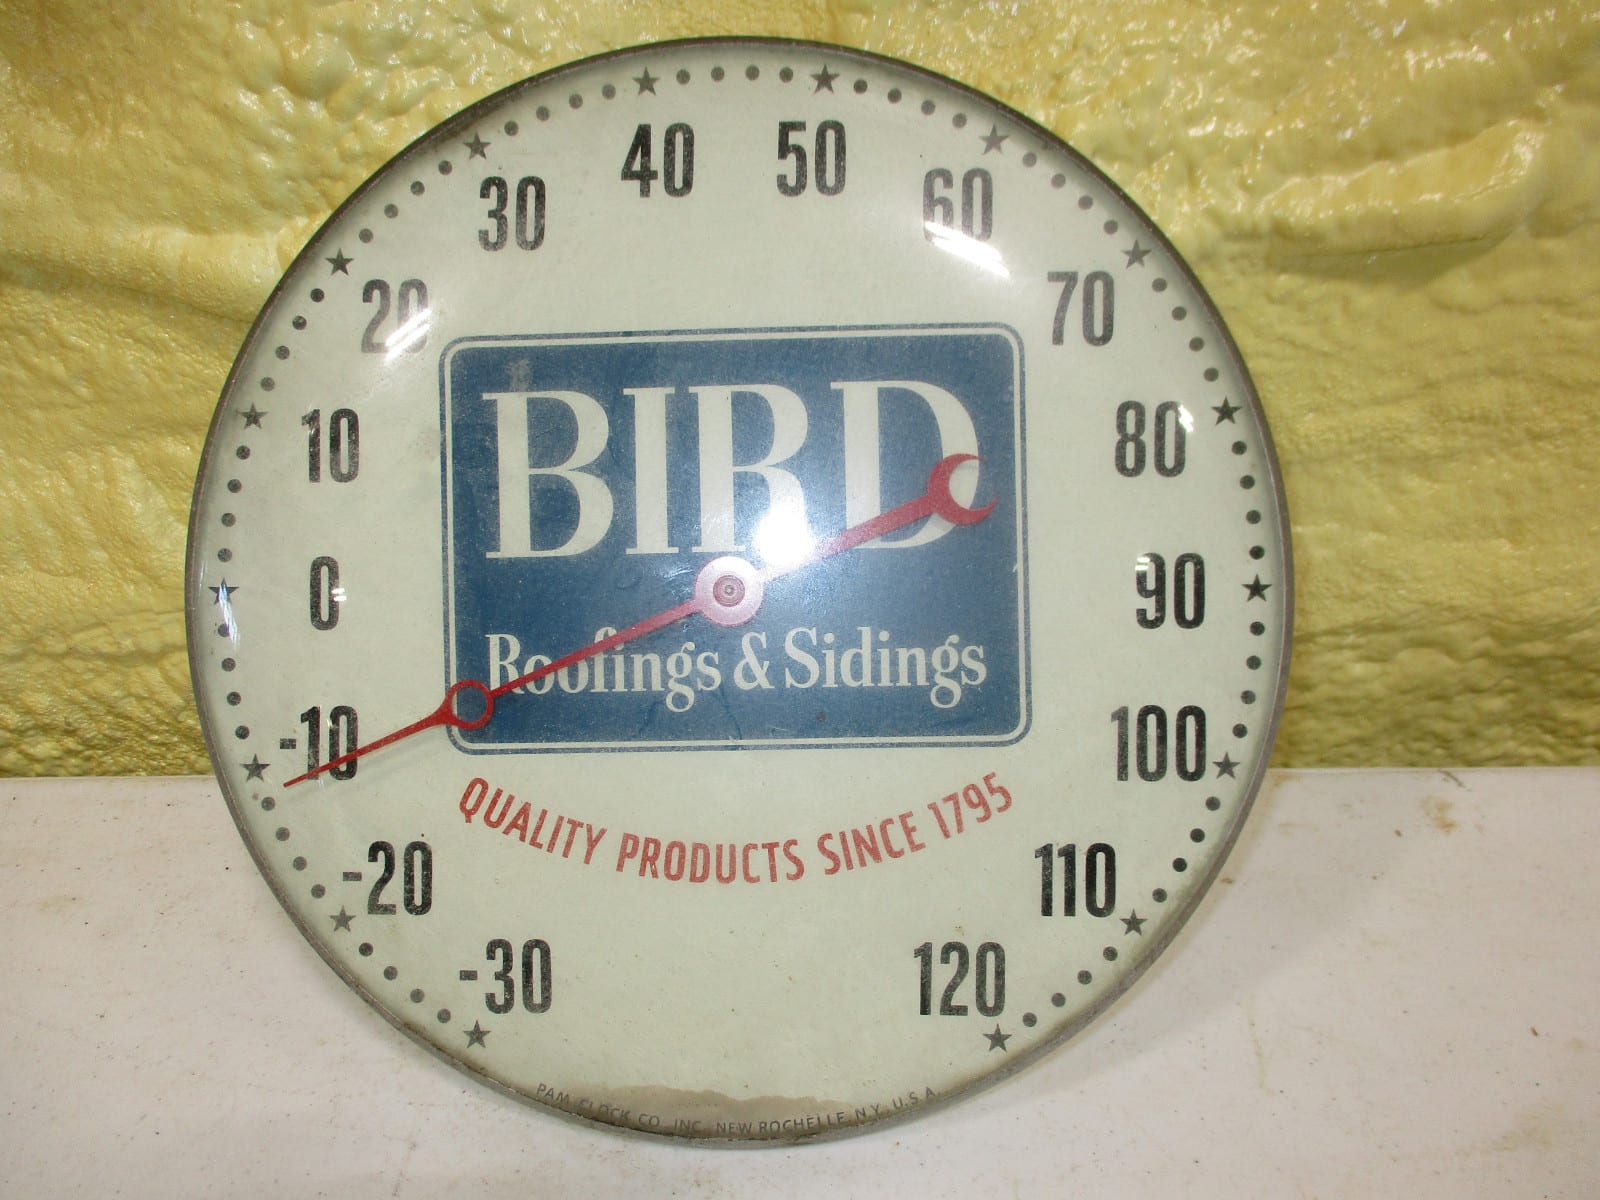 40 50
30 60
20 70
10 80
0 90
-10 100
-20 110
-30 120
BIRD
Roofings & Sidings
QUALITY PRODUCTS SINCE 1795
PAM CLOCK CO. INC. NEW ROCHELLE, N.Y. U.S.A.